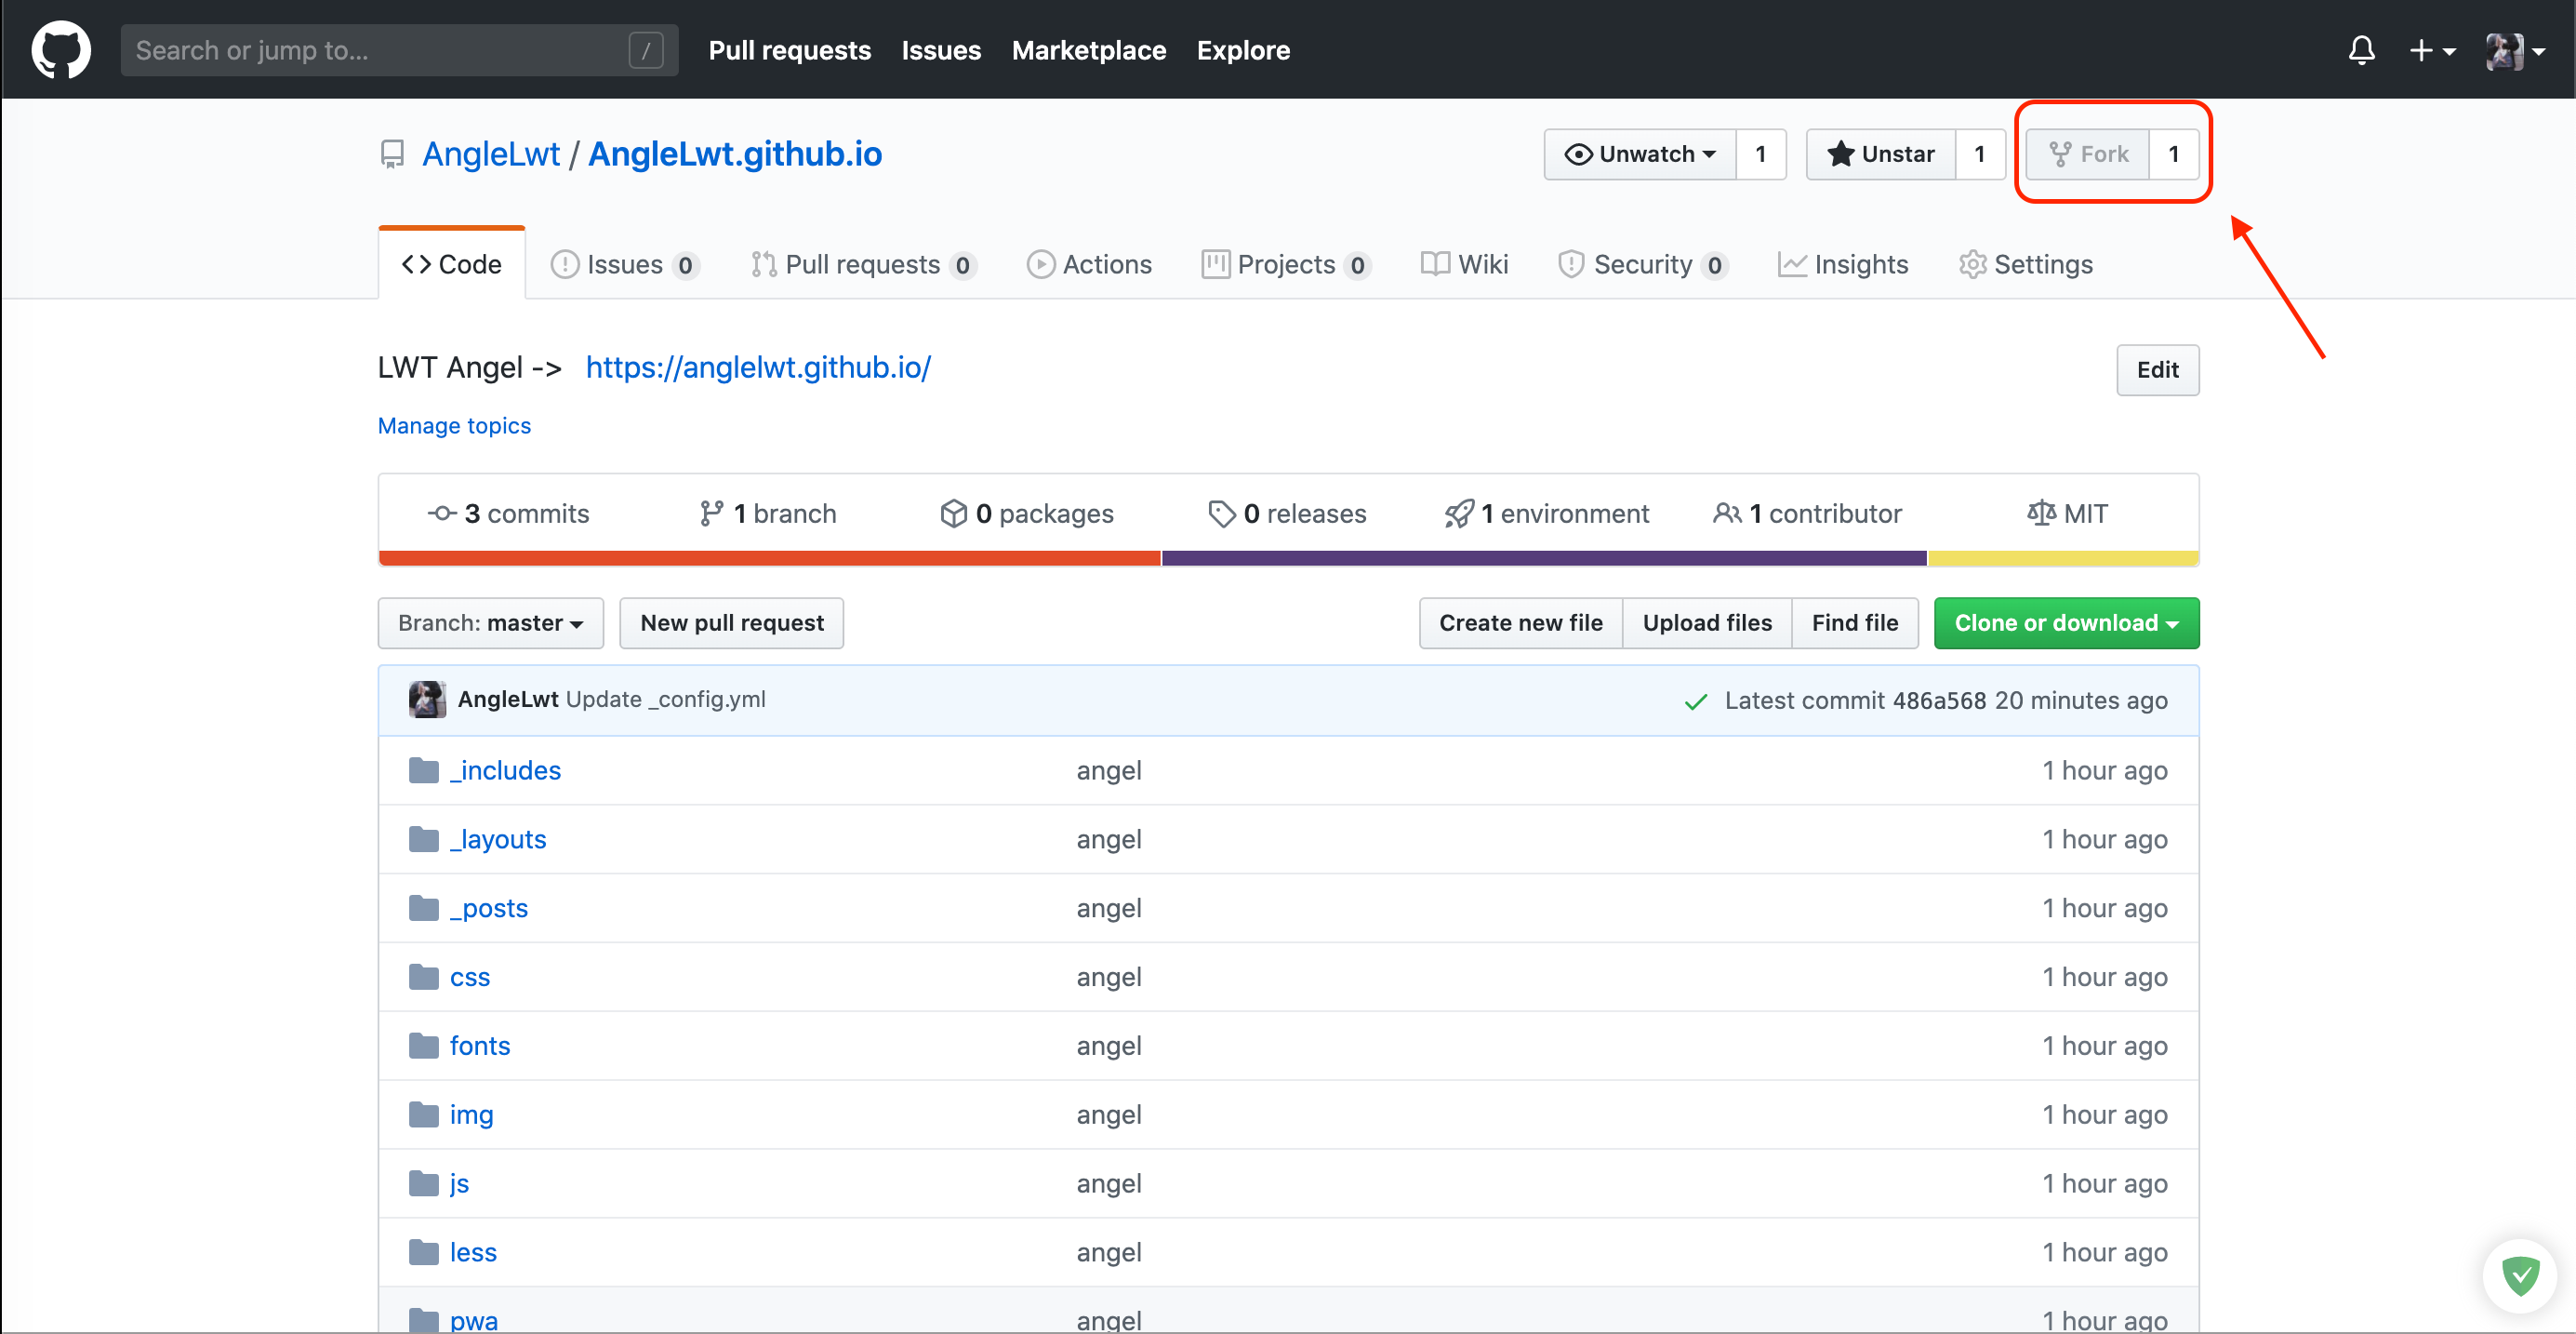 Search or jump to... / Pull requests Issues Marketplace Explore
AngleLwt / AngleLwt.github.io Unwatch 1 Unstar 1 Fork 1
Code Issues 0 Pull requests 0 Actions Projects 0 Wiki Security 0 Insights Settings
LWT Angel -> https://anglelwt.github.io/ Edit
Manage topics
3 commits 1 branch 0 packages 0 releases 1 environment 1 contributor MIT
Branch: master New pull request Create new file Upload files Find file Clone or download
AngleLwt Update _config.yml Latest commit 486a568 20 minutes ago
_includes angel 1 hour ago
_layouts angel 1 hour ago
_posts angel 1 hour ago
css angel 1 hour ago
fonts angel 1 hour ago
img angel 1 hour ago
js angel 1 hour ago
less angel 1 hour ago
pwa angel 1 hour ago